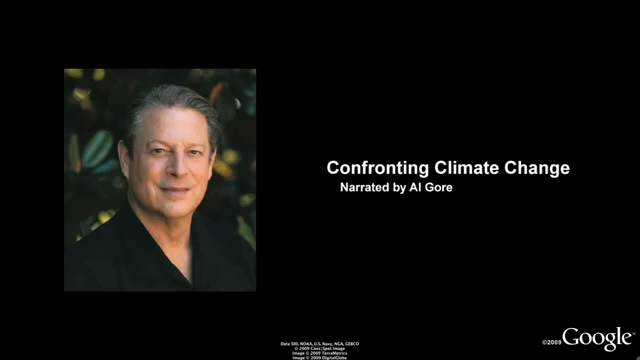 Confronting Climate Change
Narrated by Al Gore
Data SIO, NOAA, U.S. Navy, NGA, GEBCO
© 2009 Cnes/Spot Image
Image © 2009 TerraMetrics
Image © 2009 DigitalGlobe
©2009 Google™